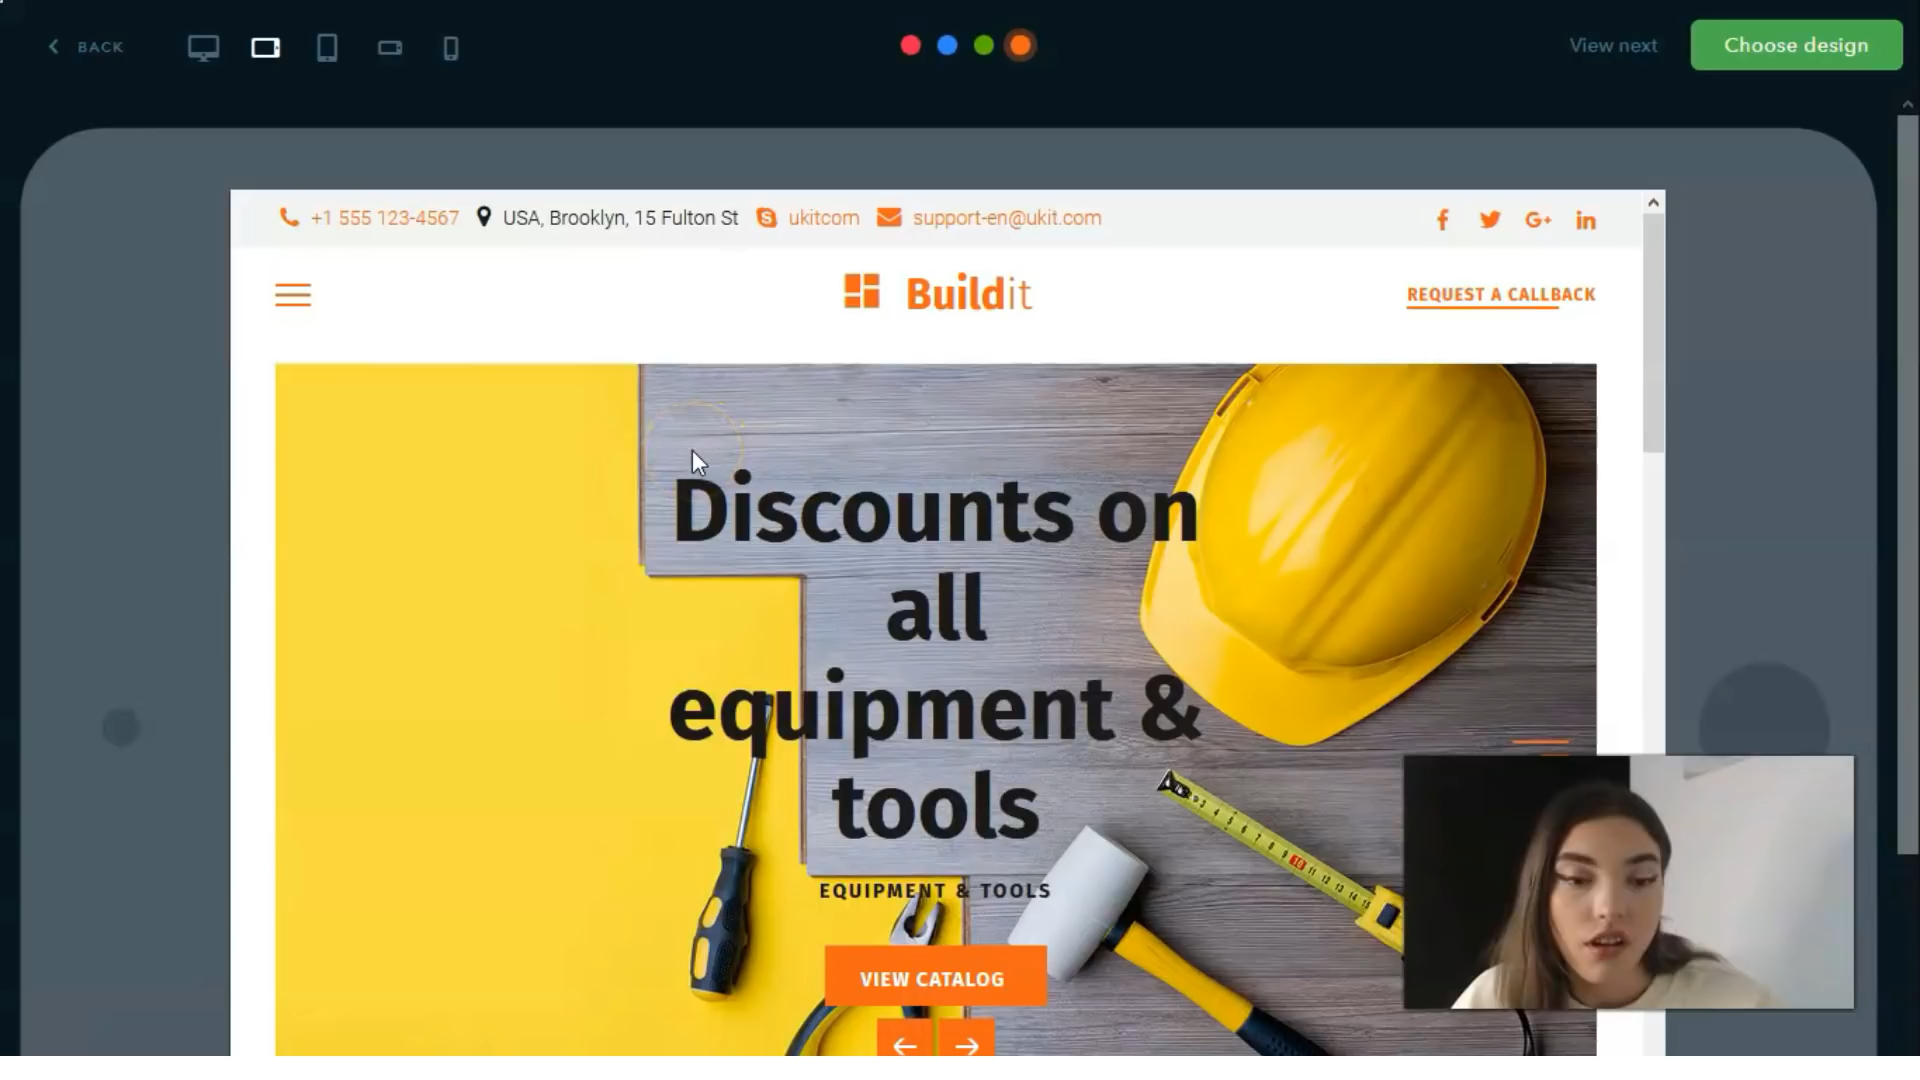 BACK
View next
Choose design
+1 555 123-4567 USA, Brooklyn, 15 Fulton St ukitcom support-en@ukit.com
Buildit
REQUEST A CALLBACK
Discounts on
all
equipment &
tools
EQUIPMENT & TOOLS
VIEW CATALOG